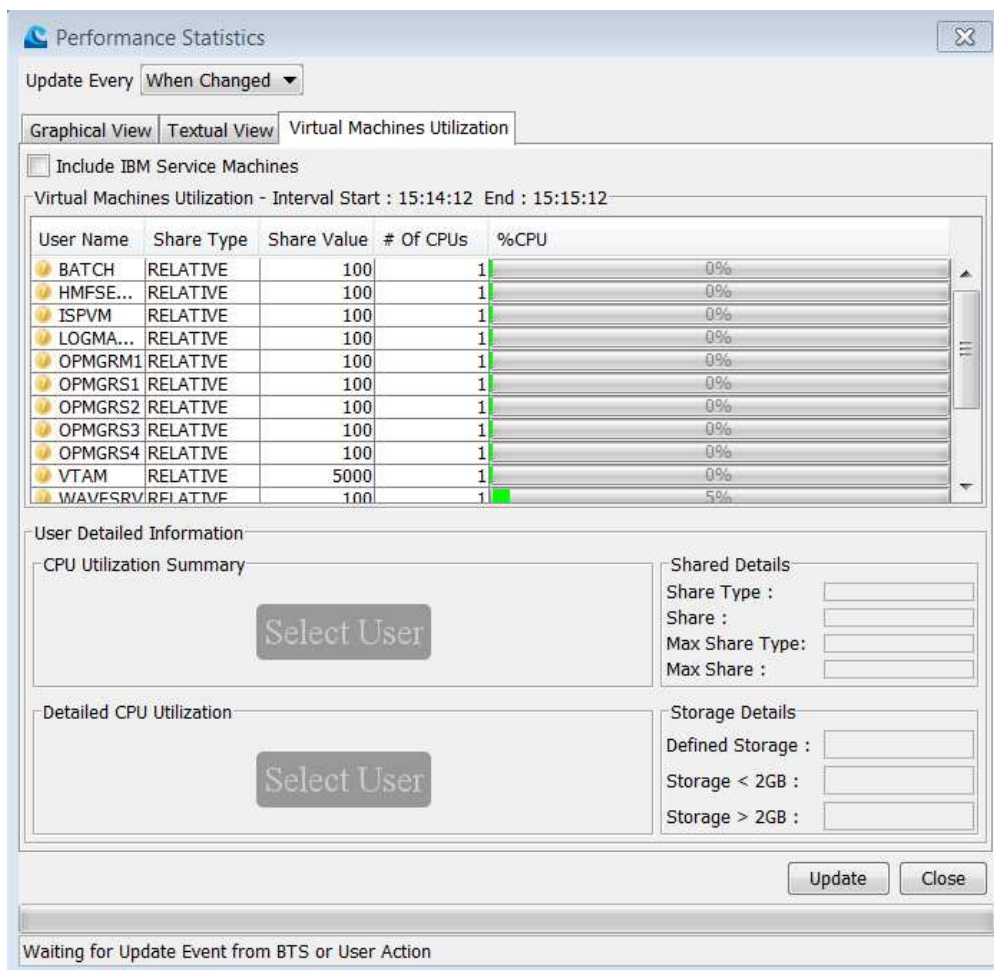 Performance Statistics
Update Every When Changed
Graphical View Textual View Virtual Machines Utilization
Include IBM Service Machines
Virtual Machines Utilization - Interval Start : 15:14:12 End : 15:15:12
User Name Share Type Share Value # Of CPUs %CPU
BATCH RELATIVE 100 1 0%
HMFSE... RELATIVE 100 1 0%
ISPVM RELATIVE 100 1 0%
LOGMA... RELATIVE 100 1 0%
OPMGRM1 RELATIVE 100 1 0%
OPMGRS1 RELATIVE 100 1 0%
OPMGRS2 RELATIVE 100 1 0%
OPMGRS3 RELATIVE 100 1 0%
OPMGRS4 RELATIVE 100 1 0%
VTAM RELATIVE 5000 1 0%
WAVESRV RELATIVE 100 1 5%
User Detailed Information
CPU Utilization Summary
Select User
Shared Details
Share Type :
Share :
Max Share Type:
Max Share :
Detailed CPU Utilization
Select User
Storage Details
Defined Storage :
Storage < 2GB :
Storage > 2GB :
Update Close
Waiting for Update Event from BTS or User Action